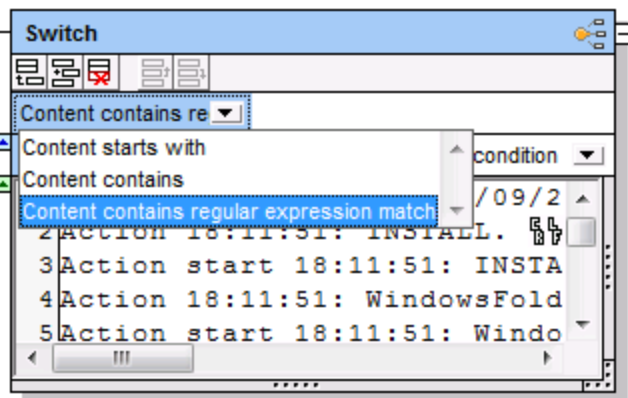 Switch
Content contains re
Content starts with
condition
Content contains
/09/2
Content contains regular expression match
2 Action 18:11:51: INSTALL.
3 Action start 18:11:51: INSTA
4 Action 18:11:51: WindowsFold
5 Action start 18:11:51: Windo